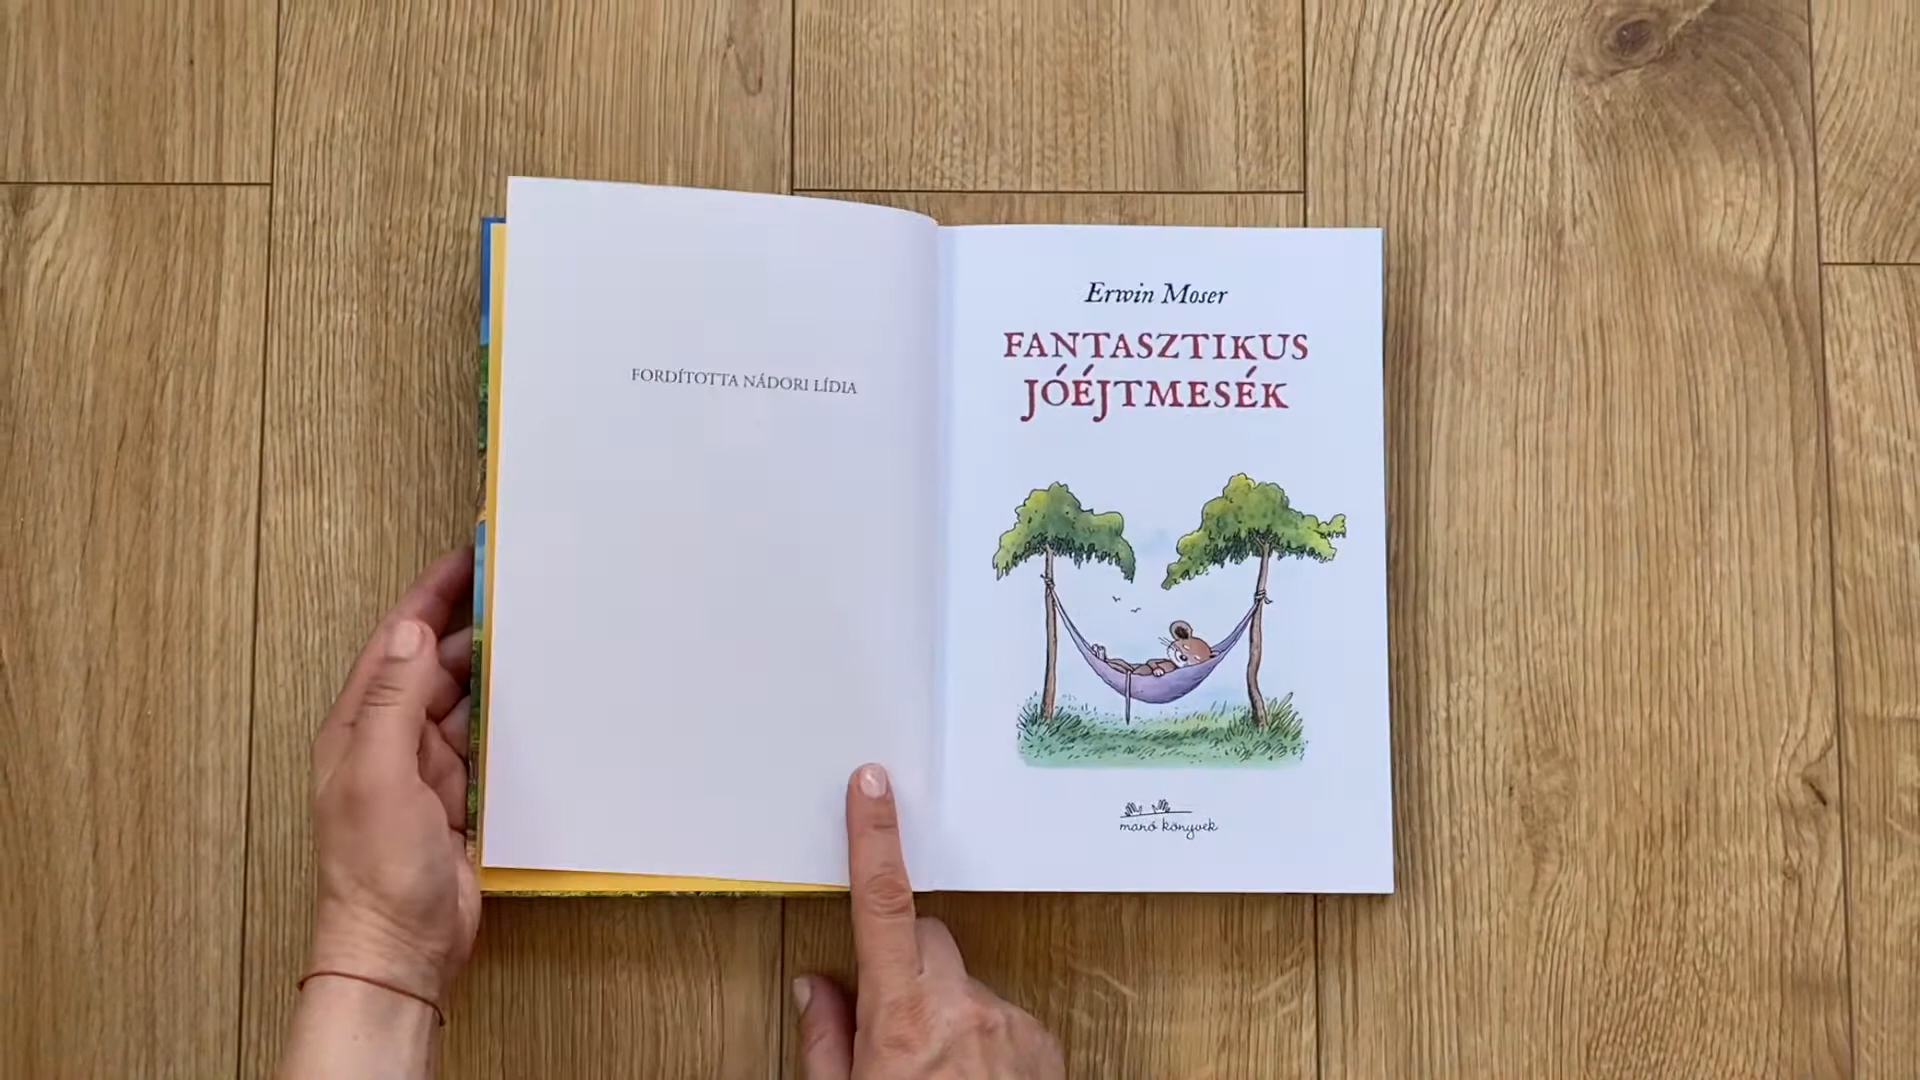 FORDÍTOTTA NÁDORI LÍDIA
Erwin Moser
FANTASZTIKUS
JÓÉJTMESÉK
manó könyvek